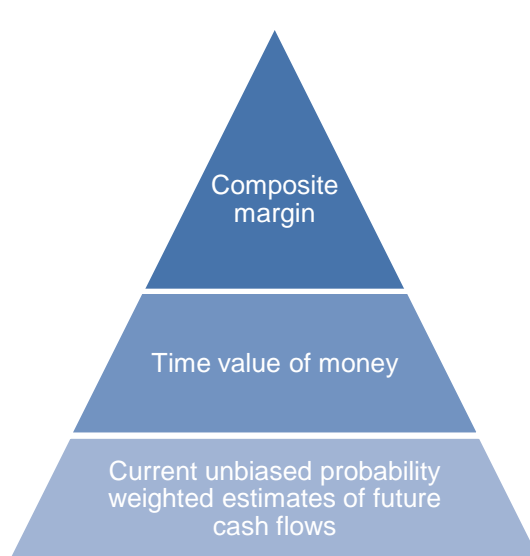 Composite
margin
Time value of money
Current unbiased probability
weighted estimates of future
cash flows